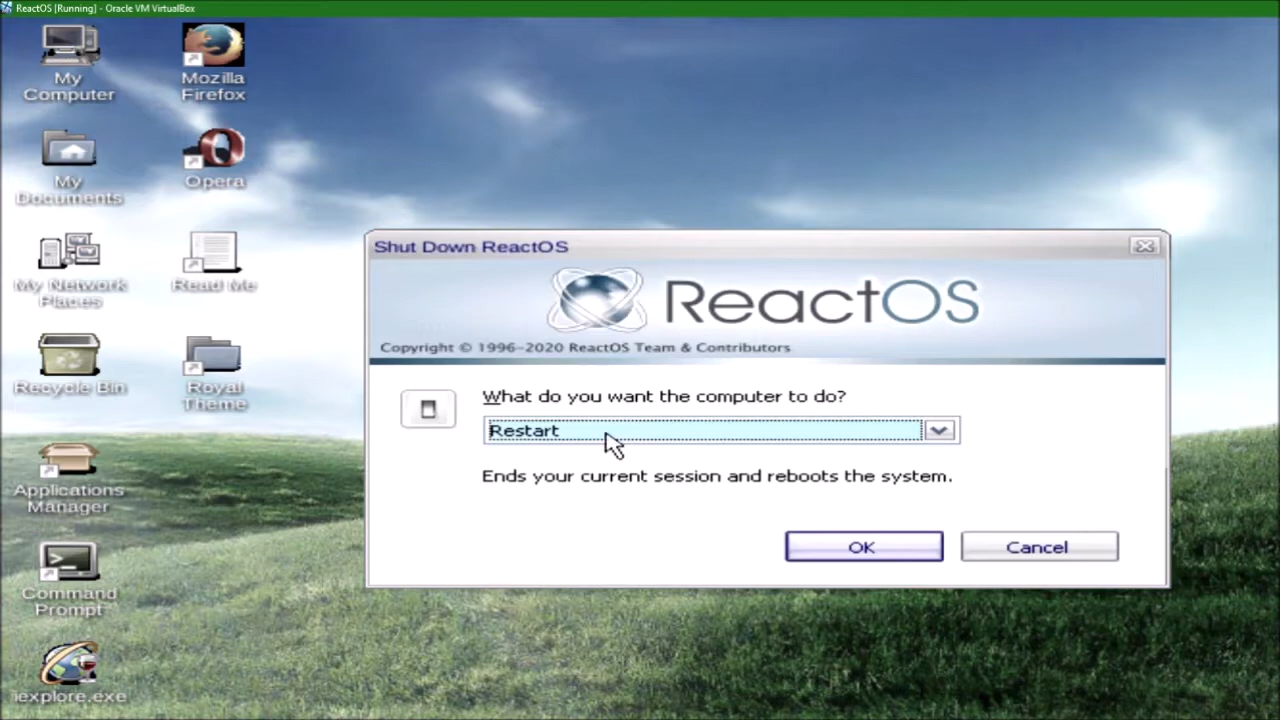 ReactOS [Running] - Oracle VM VirtualBox
My
Computer
Mozilla
Firefox
My
Documents
Opera
My Network
Places
Read Me
Recycle Bin
Royal
Theme
Applications
Manager
Command
Prompt
iexplore.exe
Shut Down ReactOS
ReactOS
Copyright © 1996-2020 ReactOS Team & Contributors
What do you want the computer to do?
Restart
Ends your current session and reboots the system.
OK
Cancel